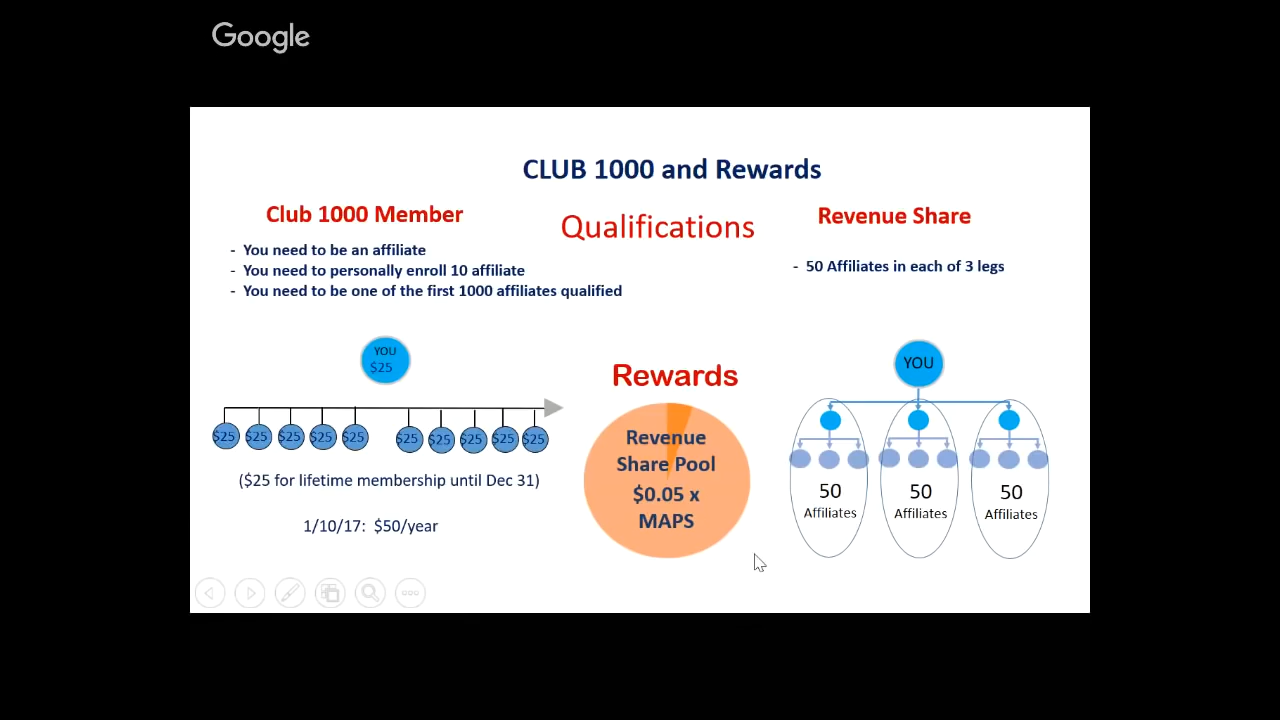 Google
CLUB 1000 and Rewards
Club 1000 Member
Qualifications
Revenue Share
- You need to be an affiliate
- You need to personally enroll 10 affiliate
- You need to be one of the first 1000 affiliates qualified
- 50 Affiliates in each of 3 legs
YOU
$25
$25 $25 $25 $25 $25 $25 $25 $25 $25 $25
($25 for lifetime membership until Dec 31)
1/10/17: $50/year
Rewards
Revenue
Share Pool
$0.05 x
MAPS
YOU
50
Affiliates
50
Affiliates
50
Affiliates